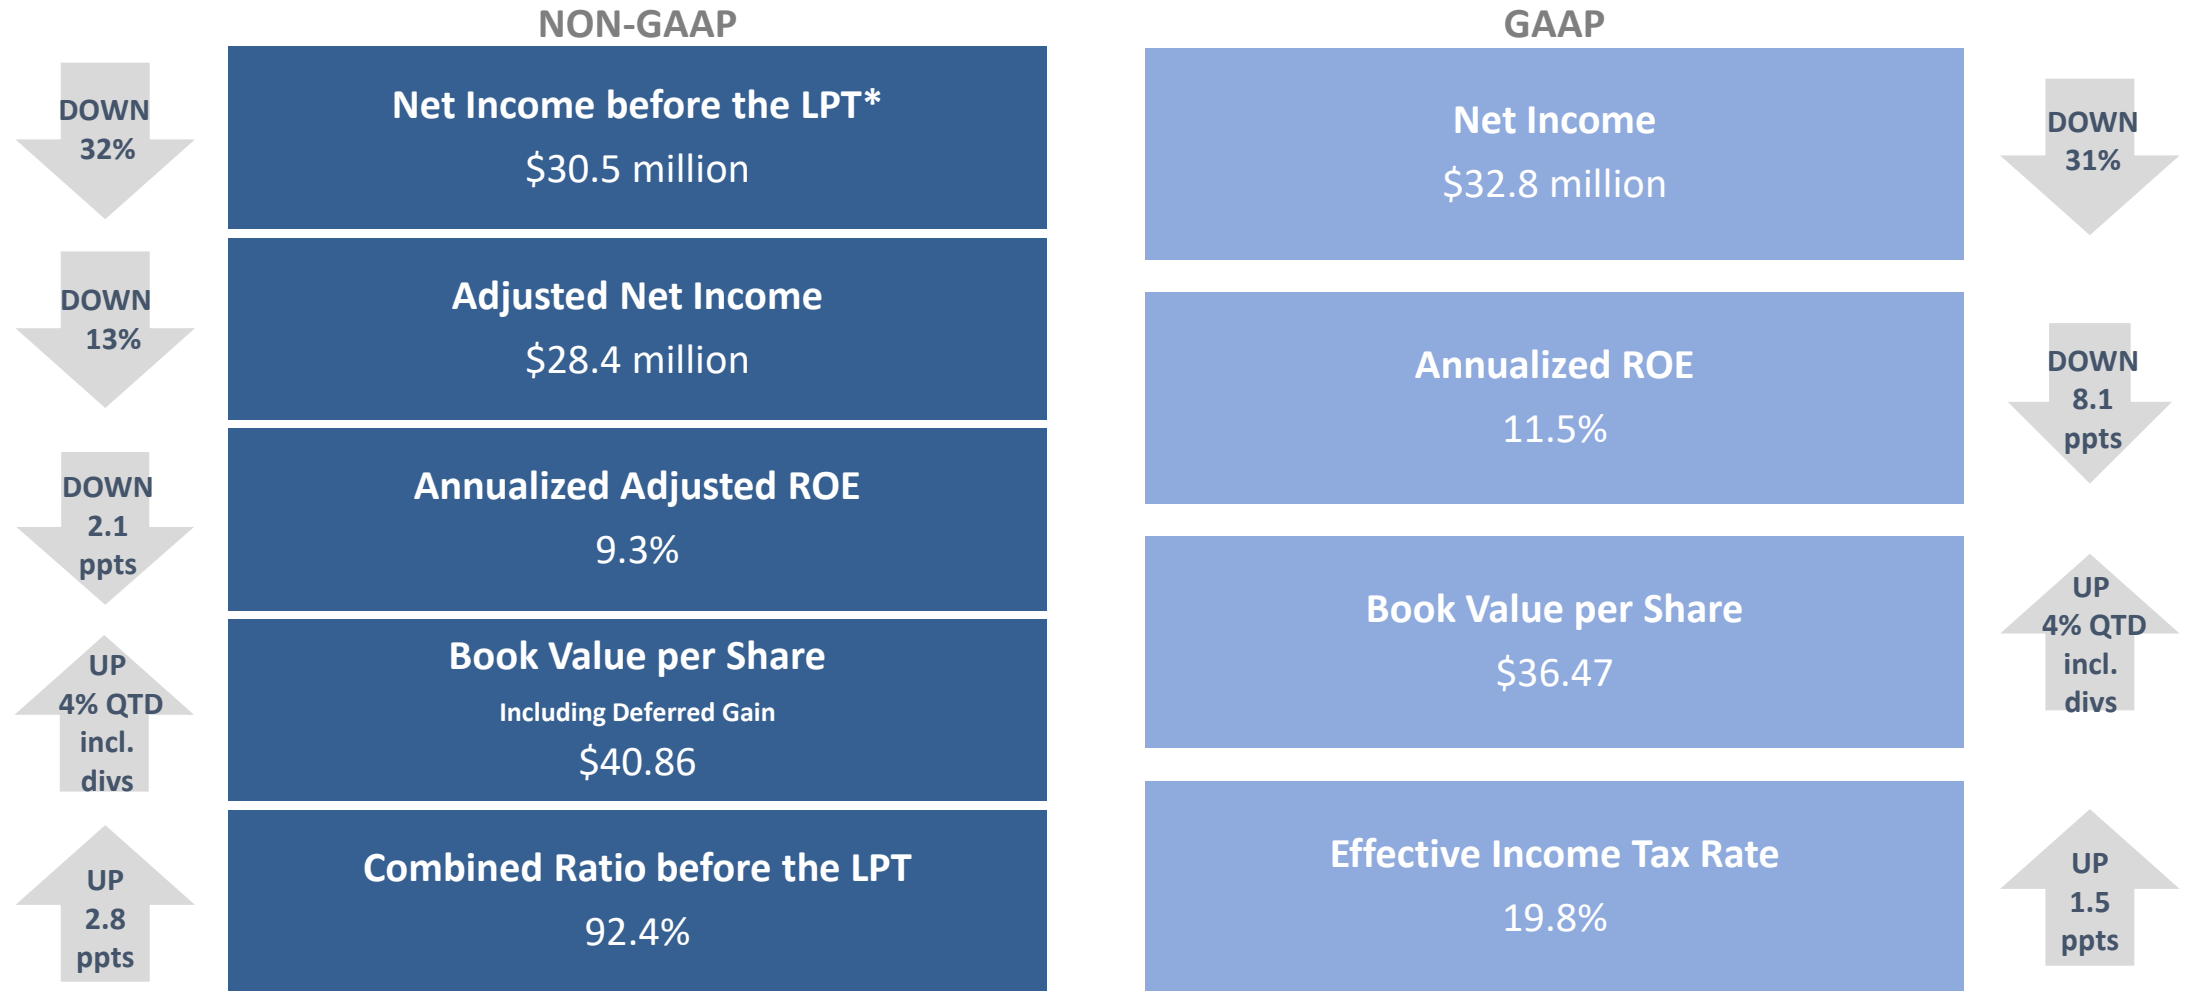 NON-GAAP
DOWN
32%
Net Income before the LPT*
$30.5 million
DOWN
13%
Adjusted Net Income
$28.4 million
DOWN
2.1
ppts
Annualized Adjusted ROE
9.3%
UP
4% QTD
incl.
divs
Book Value per Share
Including Deferred Gain
$40.86
UP
2.8
ppts
Combined Ratio before the LPT
92.4%
GAAP
Net Income
$32.8 million
DOWN
31%
Annualized ROE
11.5%
DOWN
8.1
ppts
Book Value per Share
$36.47
UP
4% QTD
incl.
divs
Effective Income Tax Rate
19.8%
UP
1.5
ppts